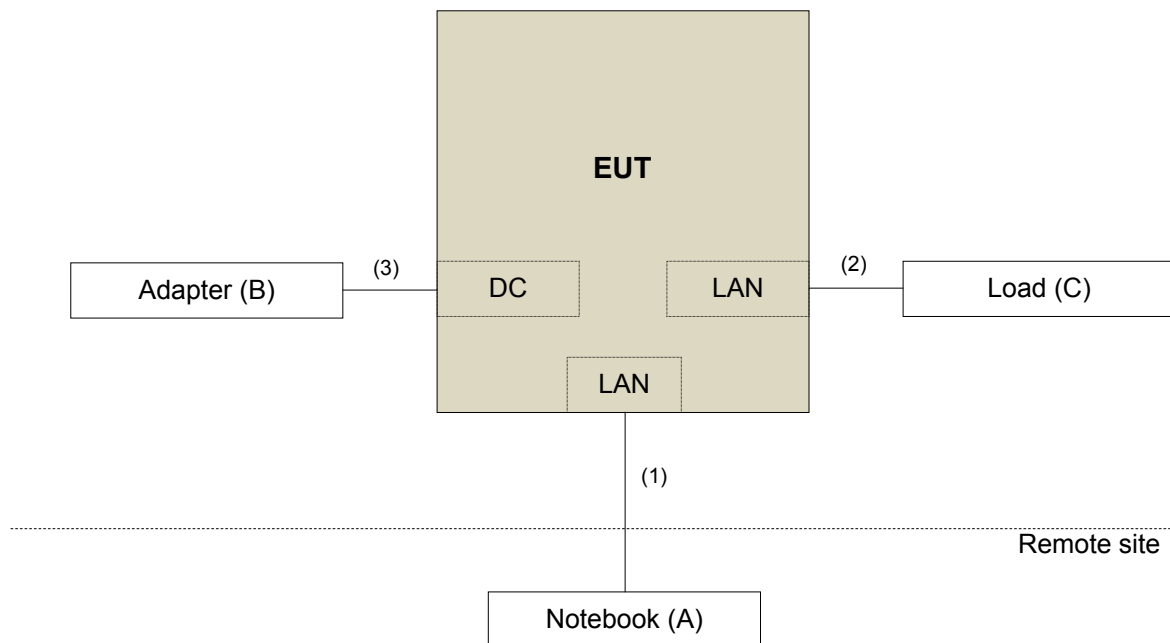 EUT
(3)
(2)
Adapter (B)
DC
LAN
Load (C)
LAN
(1)
Remote site
Notebook (A)